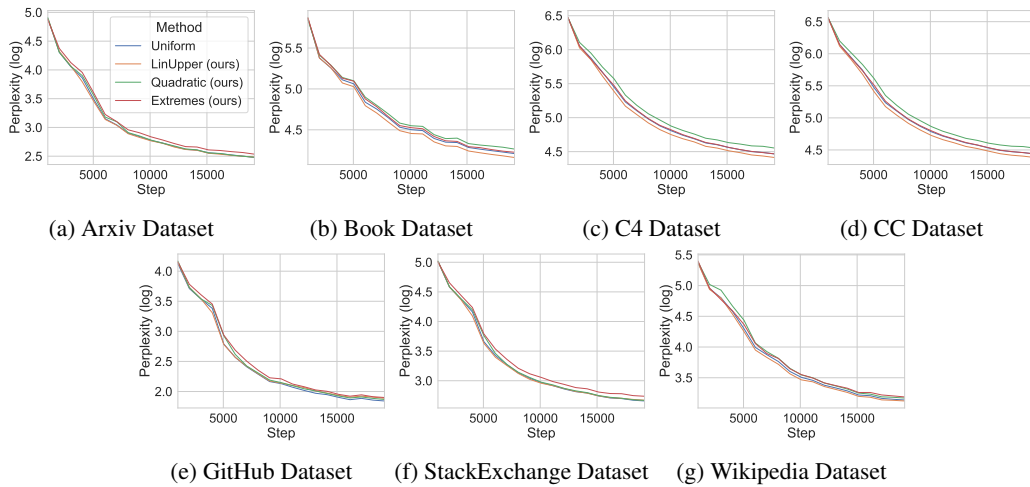 5.0
4.5
4.0
3.5
3.0
2.5
Perplexity (log)
5000 10000 15000
Step
Method
Uniform
LinUpper (ours)
Quadratic (ours)
Extremes (ours)
(a) Arxiv Dataset
5.5
5.0
4.5
Perplexity (log)
5000 10000 15000
Step
(b) Book Dataset
6.5
6.0
5.5
5.0
4.5
Perplexity (log)
5000 10000 15000
Step
(c) C4 Dataset
6.5
6.0
5.5
5.0
4.5
Perplexity (log)
5000 10000 15000
Step
(d) CC Dataset
4.0
3.5
3.0
2.5
2.0
Perplexity (log)
5000 10000 15000
Step
(e) GitHub Dataset
5.0
4.5
4.0
3.5
3.0
Perplexity (log)
5000 10000 15000
Step
(f) StackExchange Dataset
5.5
5.0
4.5
4.0
3.5
Perplexity (log)
5000 10000 15000
Step
(g) Wikipedia Dataset